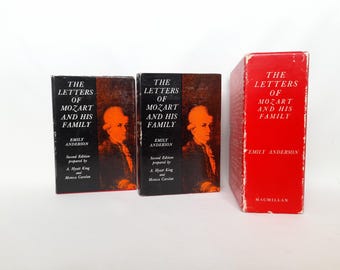 THE
LETTERS
OF
MOZART
AND HIS
FAMILY
EMILY
ANDERSON
Second Edition
prepared by
A. Hyatt King
and
Monica Carolan
THE
LETTERS
OF
MOZART
AND HIS
FAMILY
EMILY
ANDERSON
Second Edition
prepared by
A. Hyatt King
and
Monica Carolan
THE
LETTERS
OF
MOZART
AND HIS
FAMILY
EMILY ANDERSON
MACMILLAN